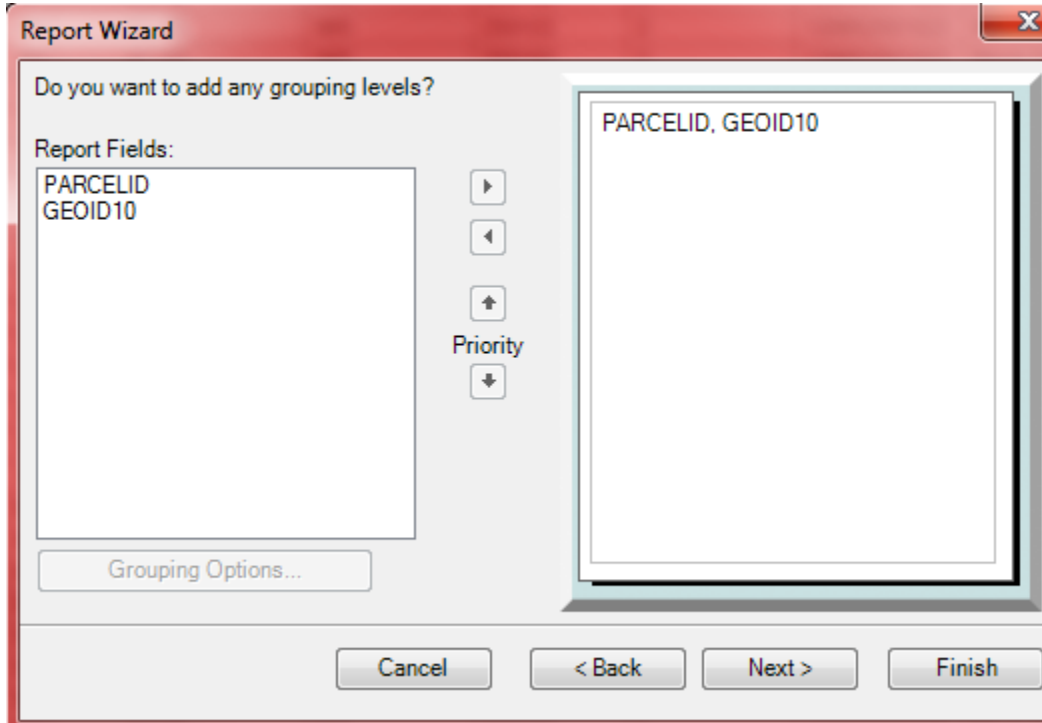 Report Wizard
Do you want to add any grouping levels?
Report Fields:
PARCELID
GEOID10
Priority
Grouping Options...
PARCELID, GEOID10
Cancel
< Back
Next >
Finish